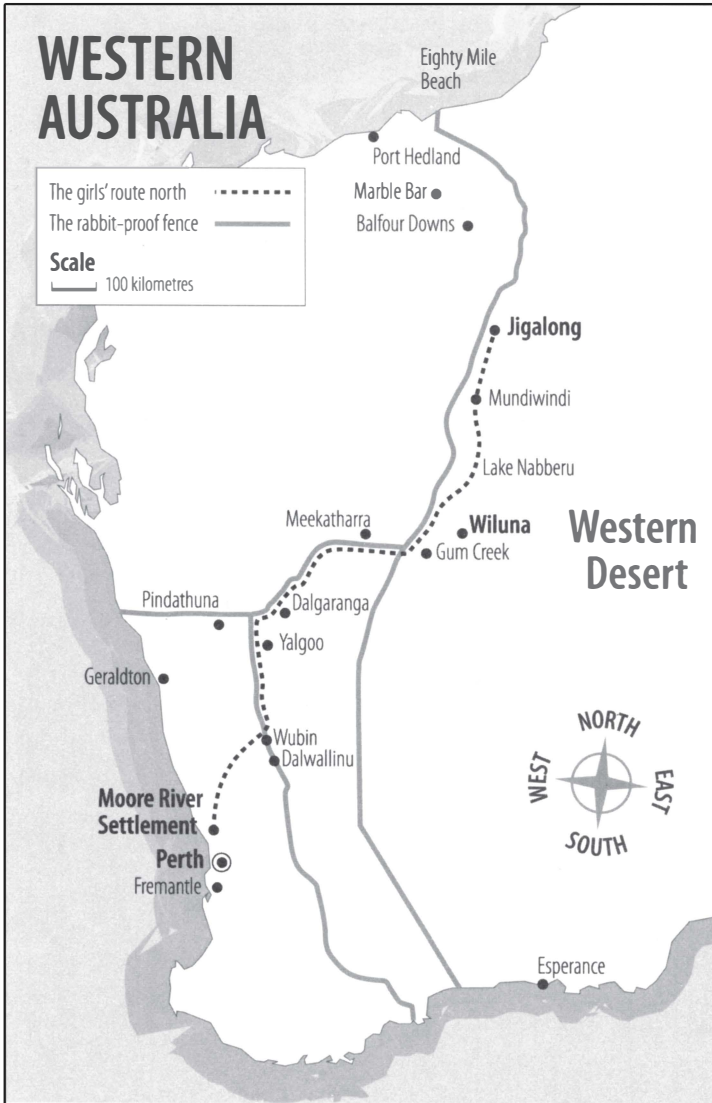 WESTERN
AUSTRALIA
Eighty Mile
Beach
Port Hedland
The girls' route north
The rabbit-proof fence
Scale
100 kilometres
Marble Bar
Balfour Downs
Jigalong
Mundiwindi
Lake Nabberu
Meekatharra
Wiluna
Gum Creek
Western
Desert
Pindathuna
Dalgaranga
Yalgoo
Geraldton
Wubin
Dalwallinu
NORTH
WEST
EAST
SOUTH
Moore River
Settlement
Perth
Fremantle
Esperance